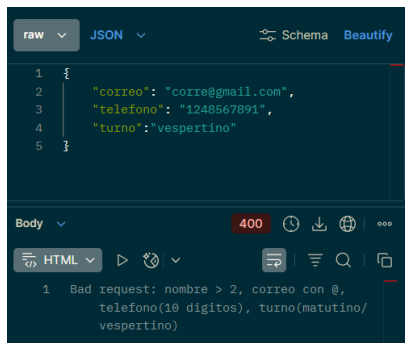 raw JSON Schema Beautify
1 {
2 "correo": "corre@gmail.com",
3 "telefono": "1248567891",
4 "turno":"vespertino"
5 }
Body 400
HTML
1 Bad request: nombre > 2, correo con @,
telefono(10 digitos), turno(matutino/
vespertino)